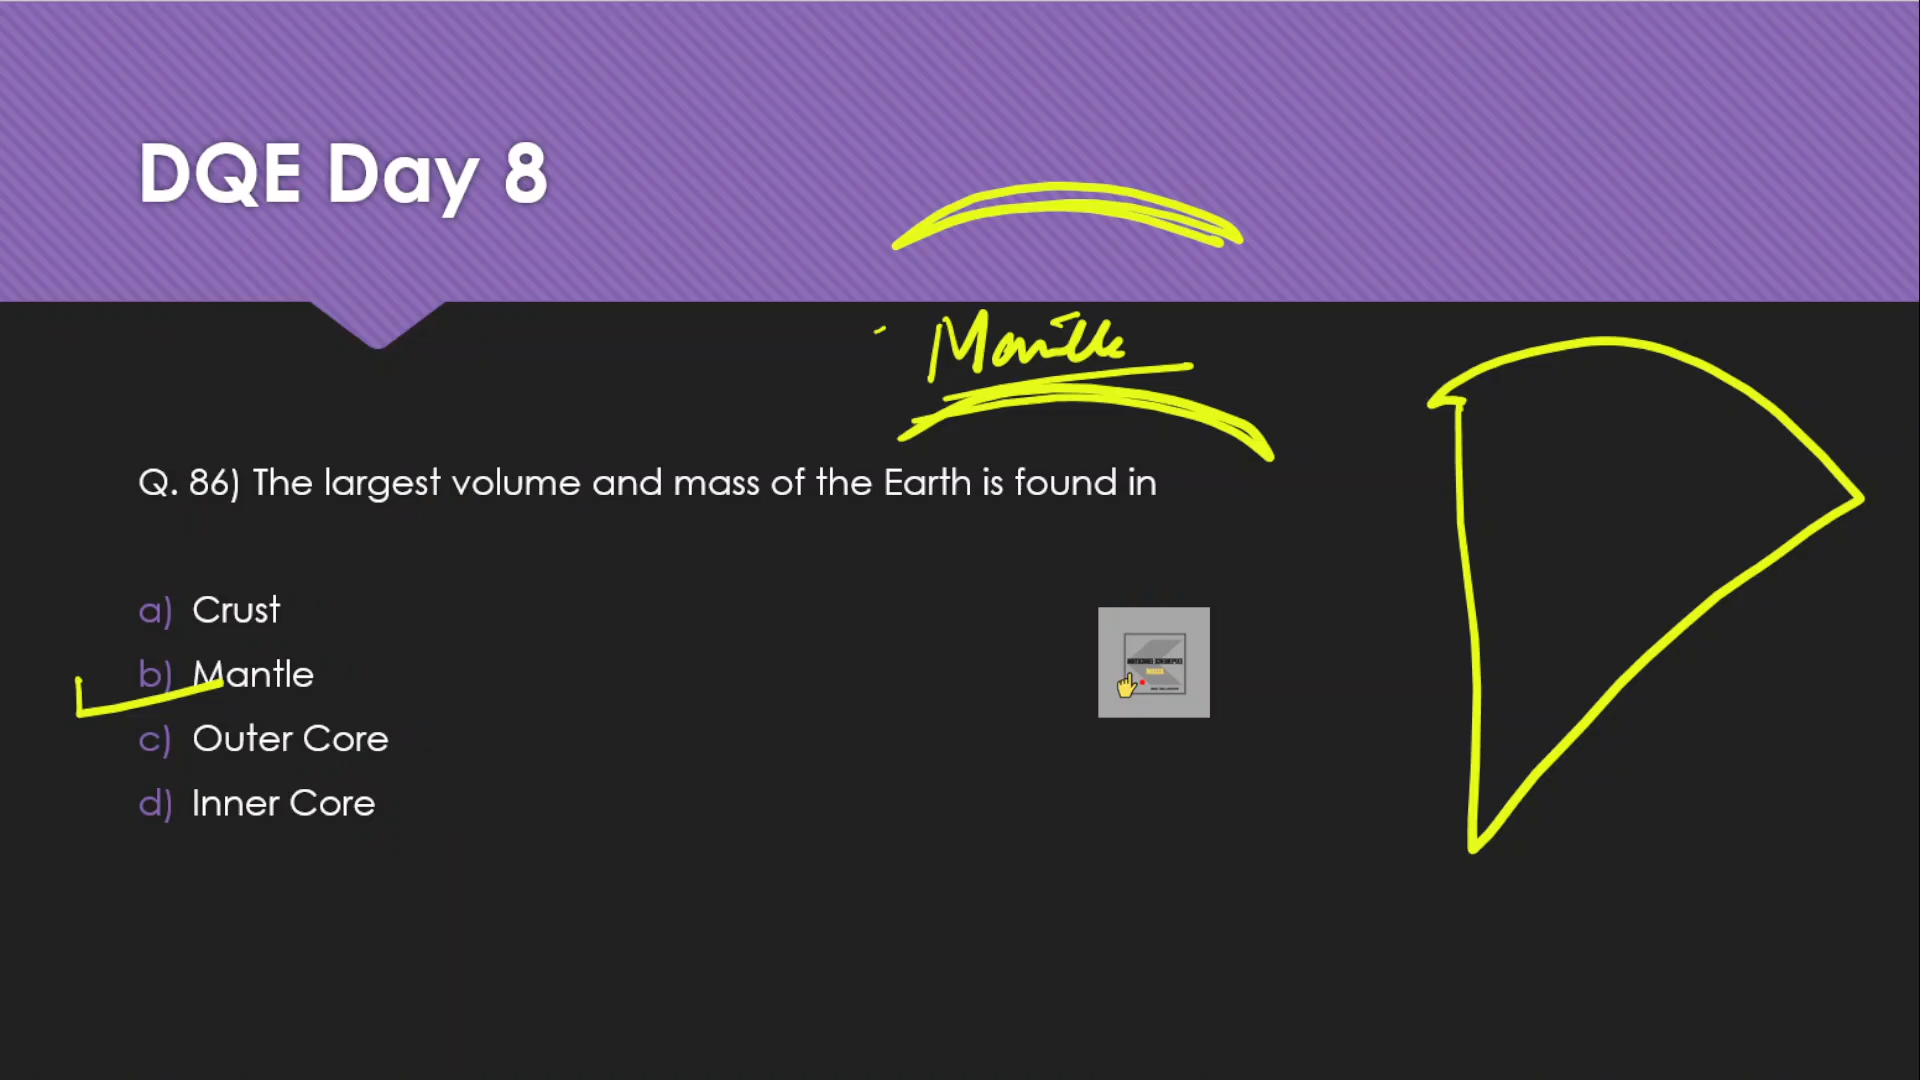 DQE Day 8
Mantle
Q. 86) The largest volume and mass of the Earth is found in
a) Crust
b) Mantle
c) Outer Core
d) Inner Core